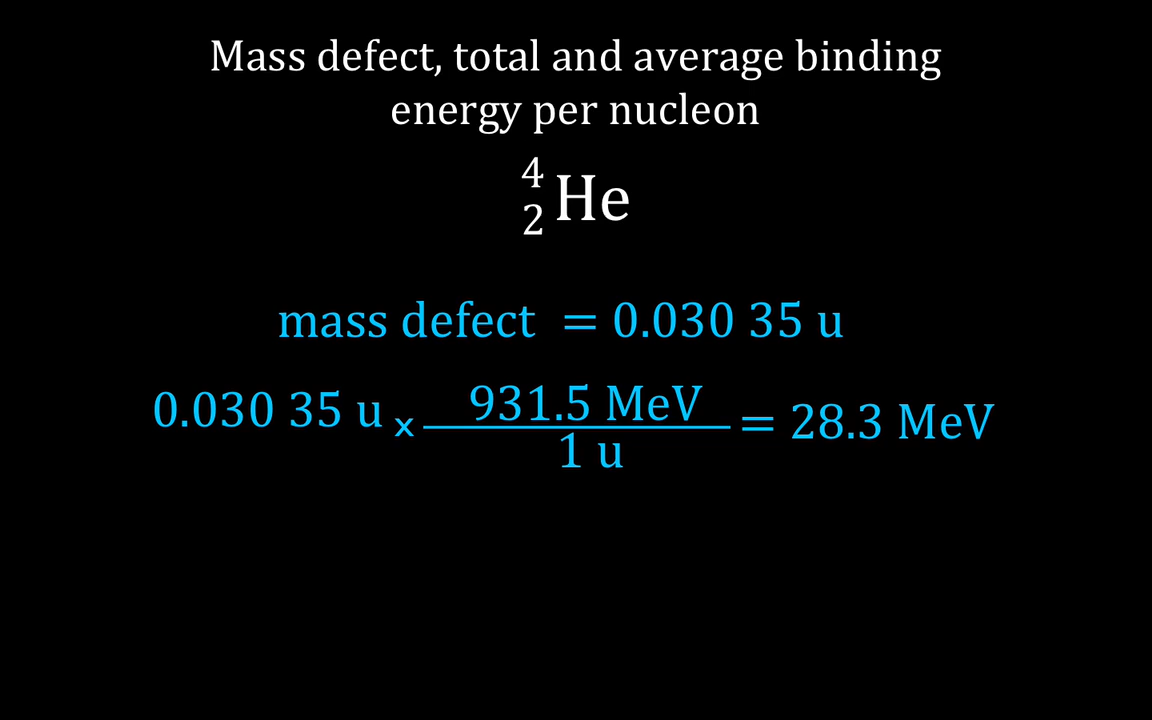 Mass defect, total and average binding
energy per nucleon
4
2 He
mass defect = 0.030 35 u
0.030 35 u x 931.5 MeV = 28.3 MeV
1 u